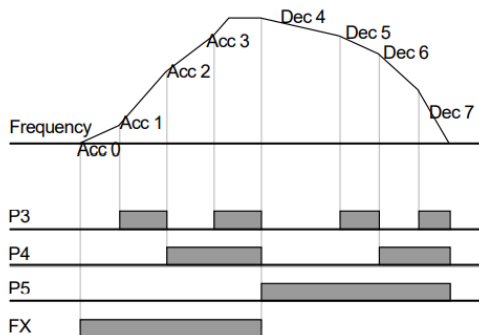 Dec 4
Acc 3
Dec 5
Dec 6
Acc 2
Dec 7
Acc 1
Frequency
Acc 0
P3
P4
P5
FX